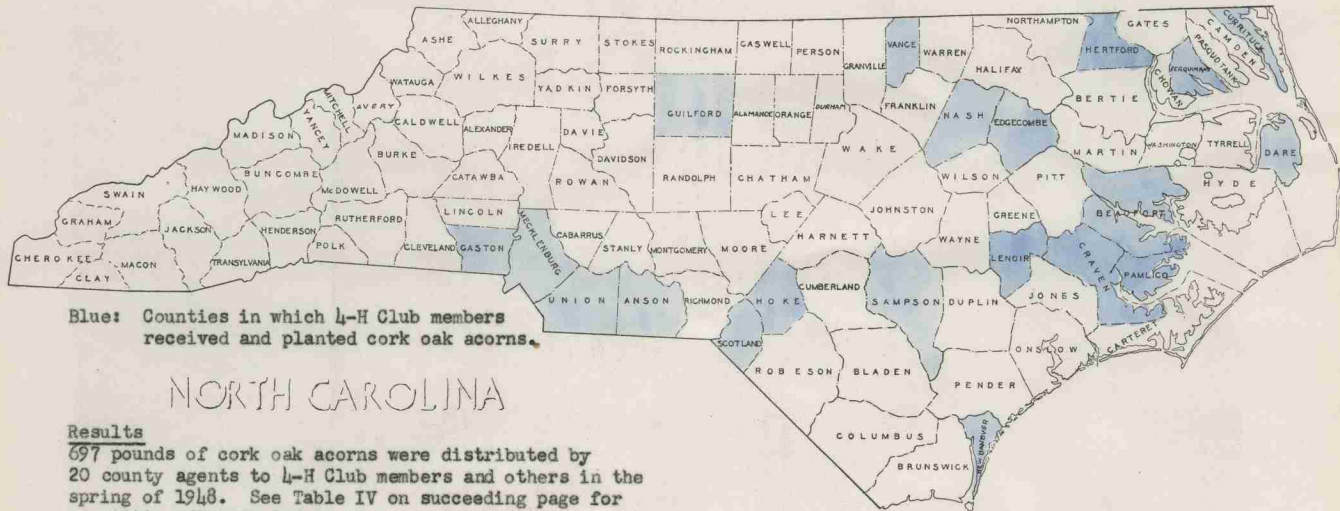 ALLEGHANY
NORTHAMPTON
GATES
CURRITUCK
CAMDEN
ASHE
SURRY
STOKES
ROCKINGHAM
CASWELL
PERSON
VANCE
WARREN
HERTFORD
PASQUOTANK
GRANVILLE
HALIFAX
PERQUIMANS
WATAUGA
WILKES
YADKIN
FORSYTH
CHOWAN
MITCHELL
AVERY
GUILFORD
ALAMANCE
ORANGE
DURHAM
FRANKLIN
NASH
EDGECOMBE
BERTIE
MADISON
YANCEY
CALDWELL
ALEXANDER
IREDELL
DAVIE
DAVIDSON
WAKE
MARTIN
WASHINGTON
TYRRELL
DARE
BUNCOMBE
BURKE
CATAWBA
ROWAN
RANDOLPH
CHATHAM
WILSON
PITT
HYDE
SWAIN
HAYWOOD
McDOWELL
LINCOLN
LEE
JOHNSTON
GREENE
BEAUFORT
GRAHAM
JACKSON
HENDERSON
RUTHERFORD
POLK
CLEVELAND
GASTON
MECKLENBURG
CABARRUS
STANLY
MONTGOMERY
MOORE
HARNETT
WAYNE
LENOIR
CRAVEN
PAMLICO
CHEROKEE
MACON
CLAY
TRANSYLVANIA
UNION
ANSON
RICHMOND
HOKE
CUMBERLAND
SAMPSON
DUPLIN
JONES
CARTERET
SCOTLAND
ROBESON
BLADEN
ONSLOW
PENDER
COLUMBUS
BRUNSWICK
NEW HANOVER
Blue: Counties in which 4-H Club members
received and planted cork oak acorns.
NORTH CAROLINA
Results
697 pounds of cork oak acorns were distributed by
20 county agents to 4-H Club members and others in the
spring of 1948. See Table IV on succeeding page for